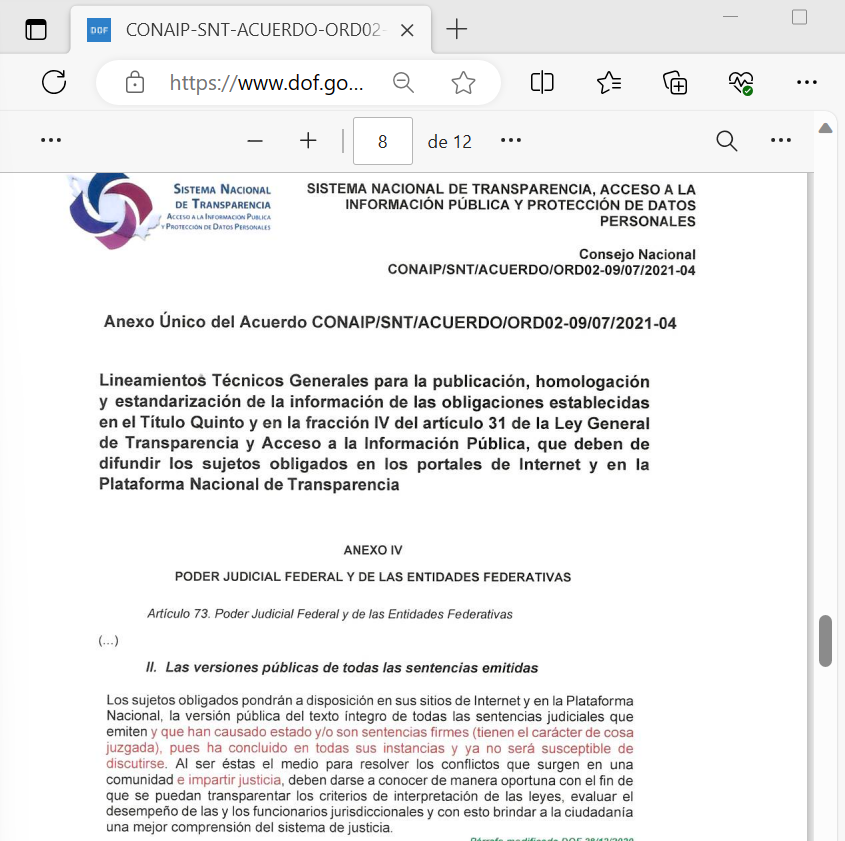 DOF CONAIP-SNT-ACUERDO-ORD02-
https://www.dof.go...
8 de 12
SISTEMA NACIONAL
DE TRANSPARENCIA
ACCESO A LA INFORMACIÓN PÚBLICA
Y PROTECCIÓN DE DATOS PERSONALES
SISTEMA NACIONAL DE TRANSPARENCIA, ACCESO A LA
INFORMACIÓN PÚBLICA Y PROTECCIÓN DE DATOS
PERSONALES
Consejo Nacional
CONAIP/SNT/ACUERDO/ORD02-09/07/2021-04
Anexo Único del Acuerdo CONAIP/SNT/ACUERDO/ORD02-09/07/2021-04
Lineamientos Técnicos Generales para la publicación, homologación
y estandarización de la información de las obligaciones establecidas
en el Título Quinto y en la fracción IV del artículo 31 de la Ley General
de Transparencia y Acceso a la Información Pública, que deben de
difundir los sujetos obligados en los portales de Internet y en la
Plataforma Nacional de Transparencia
ANEXO IV
PODER JUDICIAL FEDERAL Y DE LAS ENTIDADES FEDERATIVAS
Artículo 73. Poder Judicial Federal y de las Entidades Federativas
(...)
II. Las versiones públicas de todas las sentencias emitidas
Los sujetos obligados pondrán a disposición en sus sitios de Internet y en la Plataforma
Nacional, la versión pública del texto íntegro de todas las sentencias judiciales que
emiten y que han causado estado y/o son sentencias firmes (tienen el carácter de cosa
juzgada), pues ha concluido en todas sus instancias y ya no será susceptible de
discutirse. Al ser éstas el medio para resolver los conflictos que surgen en una
comunidad e impartir justicia, deben darse a conocer de manera oportuna con el fin de
que se puedan transparentar los criterios de interpretación de las leyes, evaluar el
desempeño de las y los funcionarios jurisdiccionales y con esto brindar a la ciudadanía
una mejor comprensión del sistema de justicia.